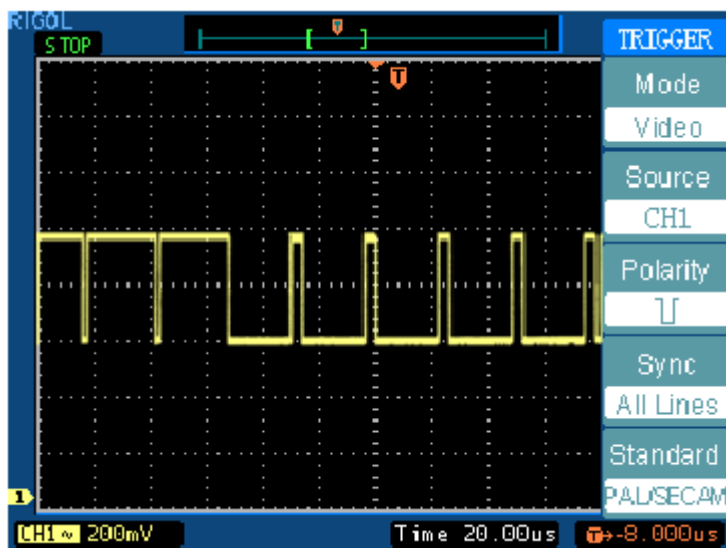 RIGOL
STOP
T
T
TRIGGER
Mode
Video
Source
CH1
Polarity
Sync
All Lines
Standard
PAL/SECAM
1
CH1~ 200mV
Time 20.00us
T→-8.000us